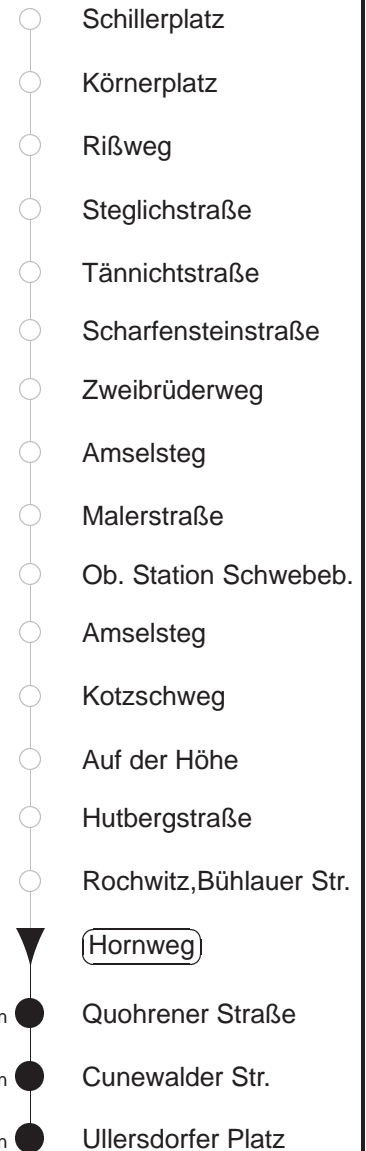 Schillerplatz
Körnerplatz
Rißweg
Steglichstraße
Tännichtstraße
Scharfensteinstraße
Zweibrüderweg
Amselsteg
Malerstraße
Ob. Station Schwebeb.
Amselsteg
Kotzschweg
Auf der Höhe
Hutbergstraße
Rochwitz,Bühlauer Str.
Hornweg
Quohrener Straße
Cunewalder Str.
Ullersdorfer Platz